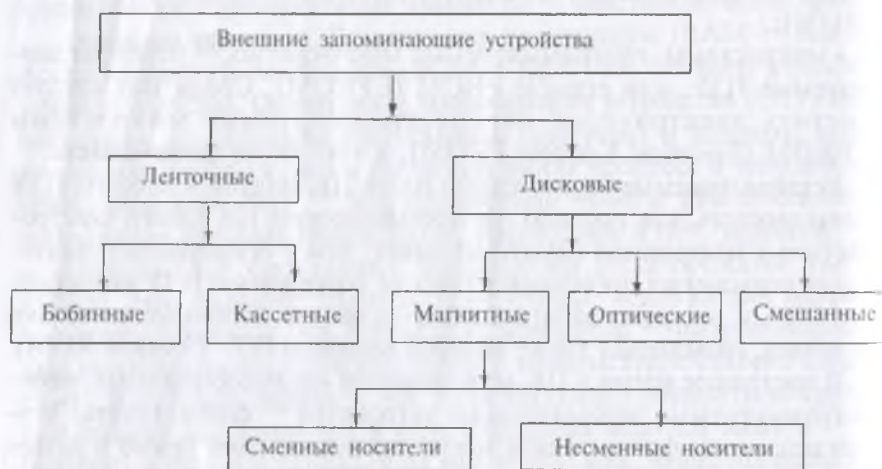 Внешние запоминающие устройства
Ленточные
Дисковые
Бобинные
Кассетные
Магнитные
Оптические
Смешанные
Сменные носители
Несменные носители